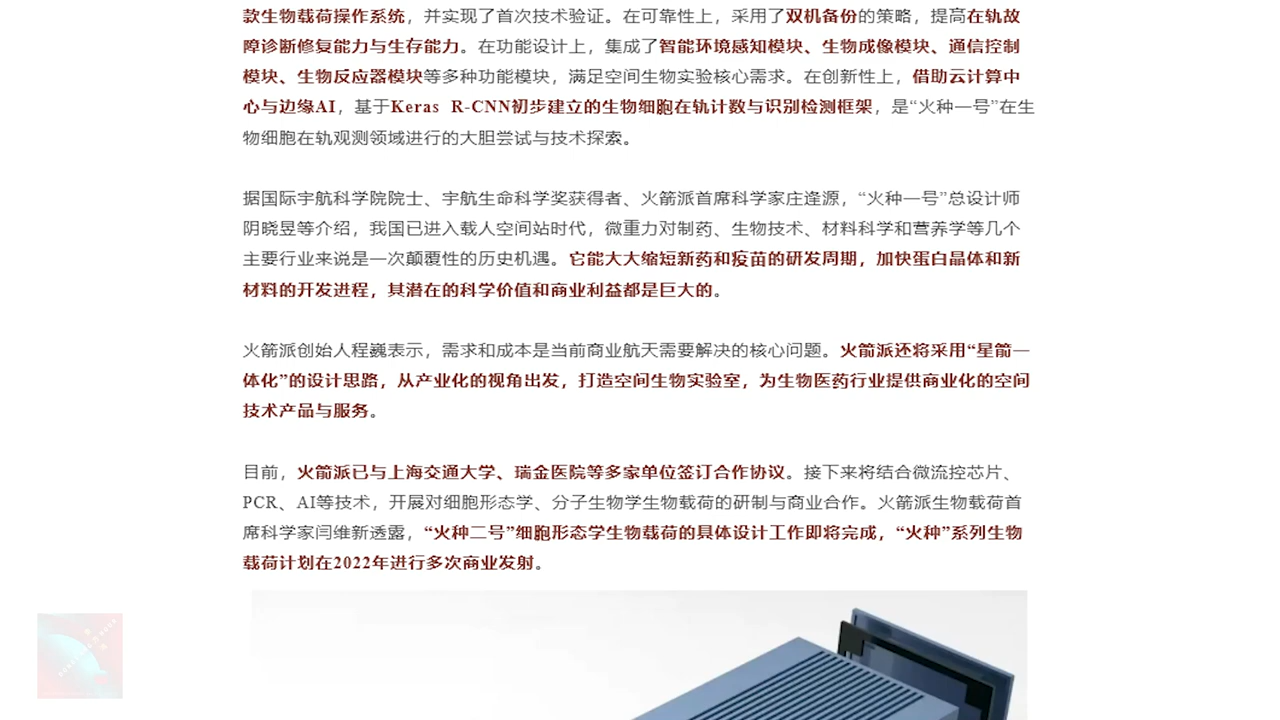 款生物载荷操作系统，并实现了首次技术验证。在可靠性上，采用了双机备份的策略，提高在轨故
障诊断修复能力与生存能力。在功能设计上，集成了智能环境感知模块、生物成像模块、通信控制
模块、生物反应器模块等多种功能模块，满足空间生物实验核心需求。在创新性上，借助云计算中
心与边缘AI，基于Keras R-CNN初步建立的生物细胞在轨计数与识别检测框架，是“火种一号”在生
物细胞在轨观测领域进行的大胆尝试与技术探索。
据国际宇航科学院院士、宇航生命科学奖获得者、火箭派首席科学家庄逢源，“火种一号”总设计师
阴晓昱等介绍，我国已进入载人空间站时代，微重力对制药、生物技术、材料科学和营养学等几个
主要行业来说是一次颠覆性的历史机遇。它能大大缩短新药和疫苗的研发周期，加快蛋白晶体和新
材料的开发进程，其潜在的科学价值和商业利益都是巨大的。
火箭派创始人程巍表示，需求和成本是当前商业航天需要解决的核心问题。火箭派还将采用“星箭一
体化”的设计思路，从产业化的视角出发，打造空间生物实验室，为生物医药行业提供商业化的空间
技术产品与服务。
目前，火箭派已与上海交通大学、瑞金医院等多家单位签订合作协议。接下来将结合微流控芯片、
PCR、AI等技术，开展对细胞形态学、分子生物学生物载荷的研制与商业合作。火箭派生物载荷首
席科学家闫维新透露，“火种二号”细胞形态学生物载荷的具体设计工作即将完成，“火种”系列生物
载荷计划在2022年进行多次商业发射。